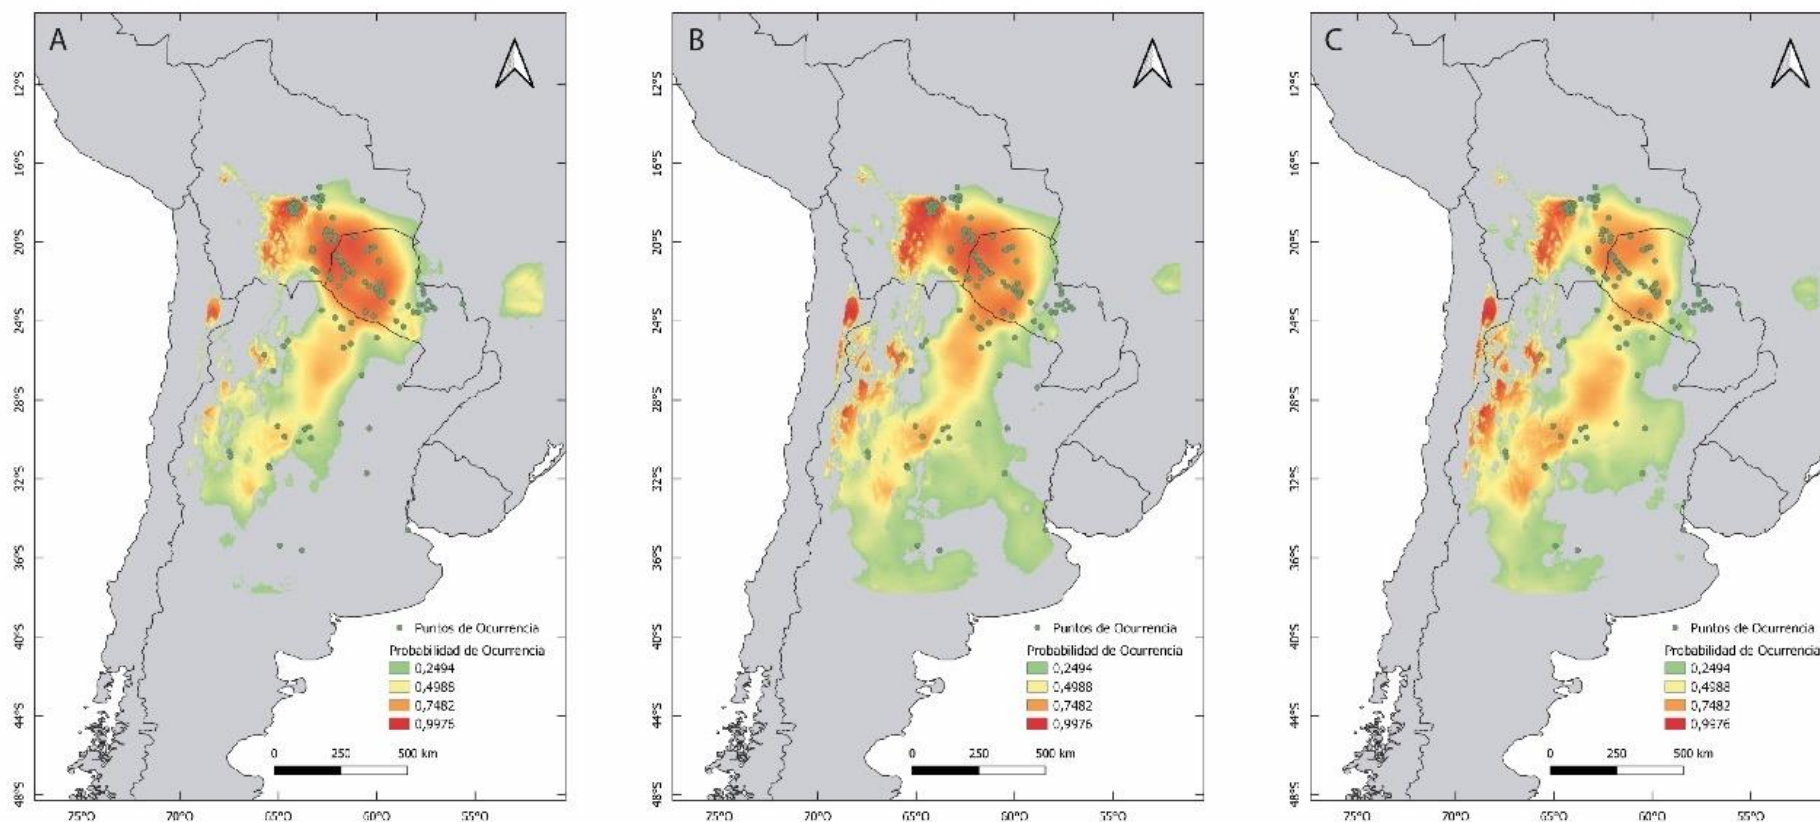 A
12°S
16°S
20°S
24°S
28°S
32°S
36°S
40°S
44°S
48°S
75°O
70°O
65°O
60°O
55°O
Puntos de Ocurrencia
Probabilidad de Ocurrencia
0,2494
0,4988
0,7482
0,9976
0 250 500 km
B
12°S
16°S
20°S
24°S
28°S
32°S
36°S
40°S
44°S
48°S
75°O
70°O
65°O
60°O
55°O
Puntos de Ocurrencia
Probabilidad de Ocurrencia
0,2494
0,4988
0,7482
0,9976
0 250 500 km
C
12°S
16°S
20°S
24°S
28°S
32°S
36°S
40°S
44°S
48°S
75°O
70°O
65°O
60°O
55°O
Puntos de Ocurrencia
Probabilidad de Ocurrencia
0,2494
0,4988
0,7482
0,9976
0 250 500 km